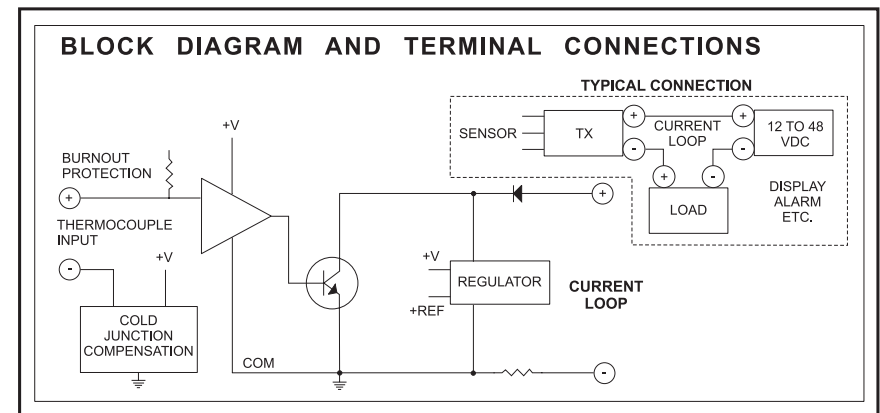 BLOCK DIAGRAM AND TERMINAL CONNECTIONS
TYPICAL CONNECTION
SENSOR
TX
+
-
CURRENT
LOOP
+
-
12 TO 48
VDC
+
-
LOAD
DISPLAY
ALARM
ETC.
+V
BURNOUT
PROTECTION
+
THERMOCOUPLE
INPUT
-
+V
COLD
JUNCTION
COMPENSATION
COM
+V
+REF
REGULATOR
+
CURRENT
LOOP
-